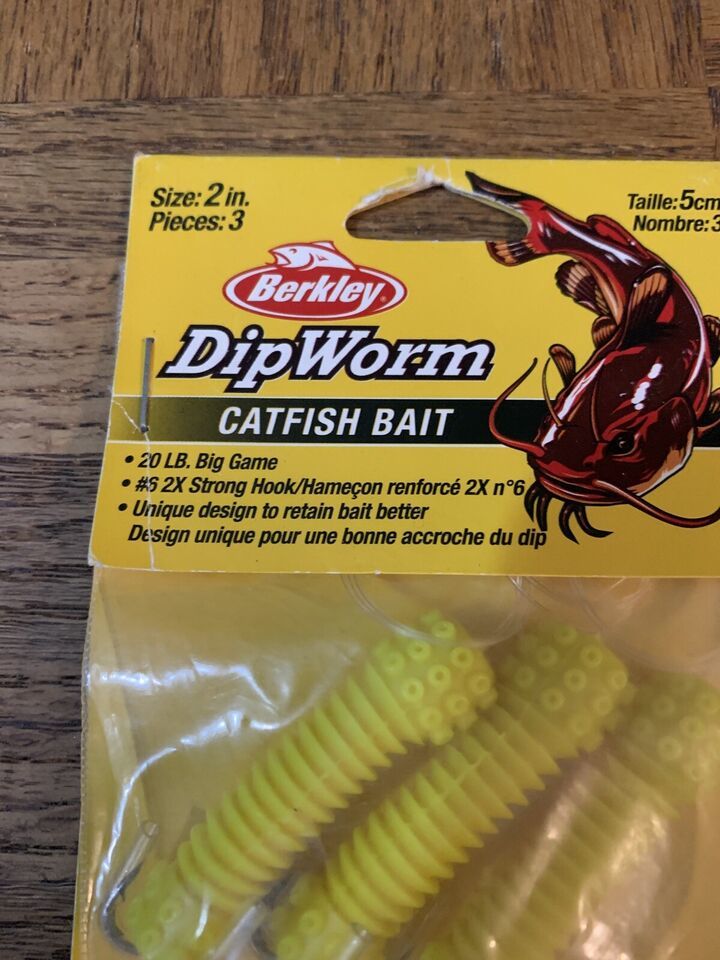 Size: 2 in.
Pieces: 3
Taille: 5cm
Nombre: 3
Berkley
DipWorm
CATFISH BAIT
• 20 LB. Big Game
• #6 2X Strong Hook/Hameçon renforcé 2X n°6
• Unique design to retain bait better
Design unique pour une bonne accroche du dip